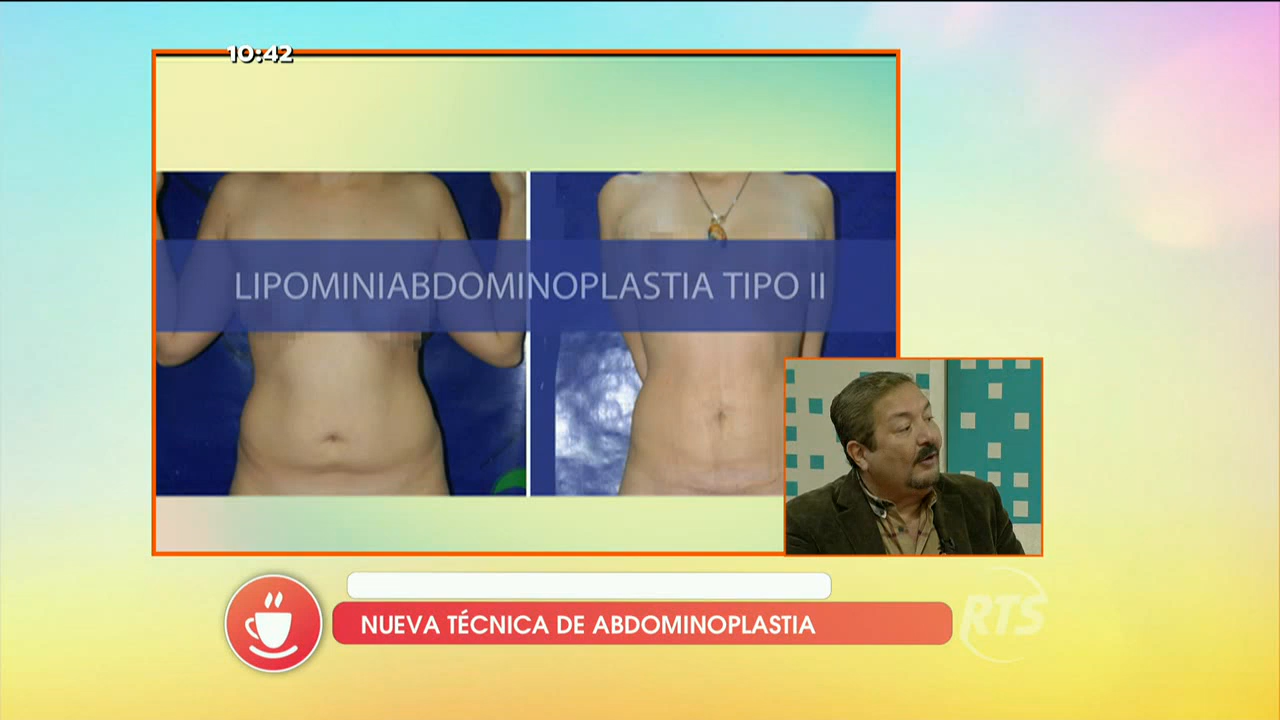 10:42
LIPOMINIABDOMINOPLASTIA TIPO II
NUEVA TÉCNICA DE ABDOMINOPLASTIA
RTS